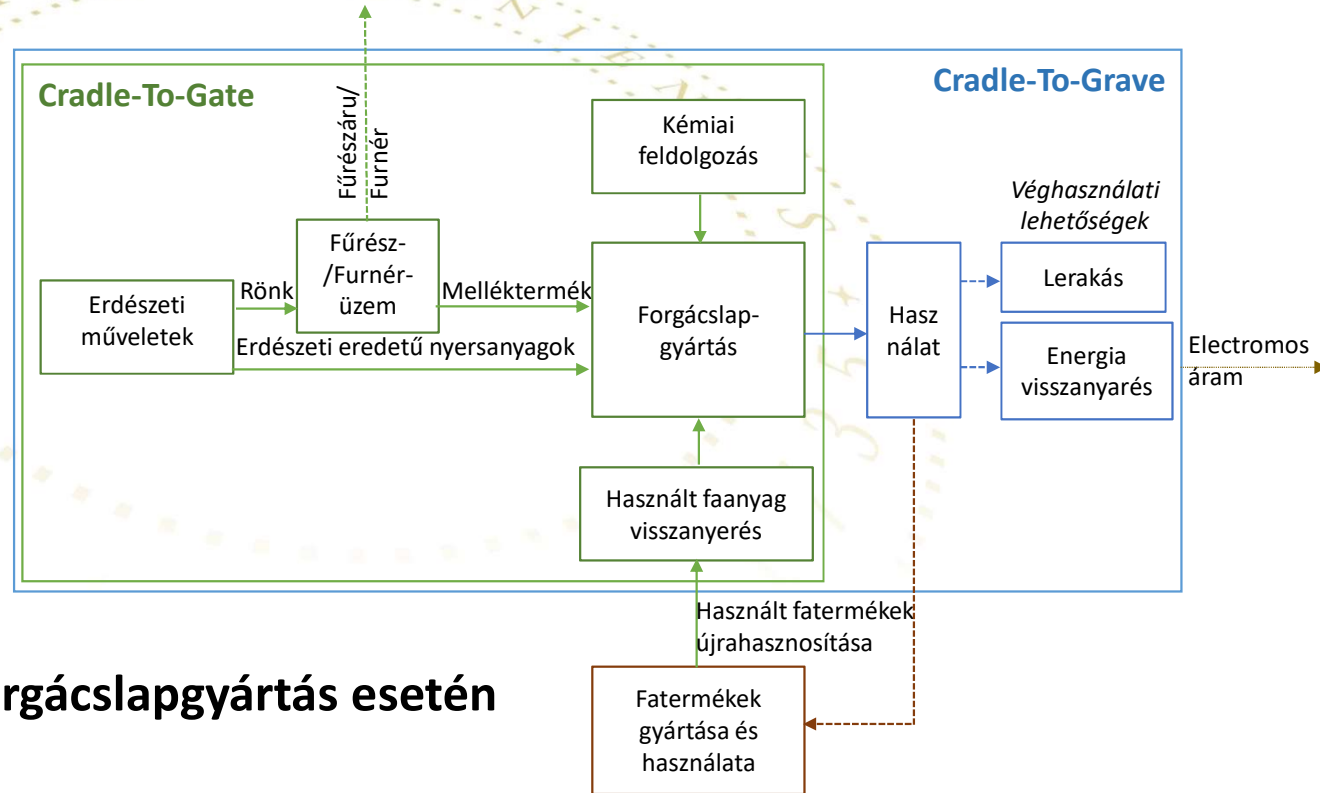 Cradle-To-Gate
Cradle-To-Grave
Fűrészáru/
Furnér
Kémiai
feldolgozás
Véghasználati
lehetőségek
Fűrész-
/Furnér-
üzem
Erdészeti
műveletek
Rönk
Melléktermék
Erdészeti eredetű nyersanyagok
Forgácslap-
gyártás
Hasz
nálat
Lerakás
Energia
visszanyarés
Electromos
áram
Használt faanyag
visszanyerés
Használt fatermékek
újrahasznosítása
rgácslapgyártás esetén
Fatermékek
gyártása és
használata